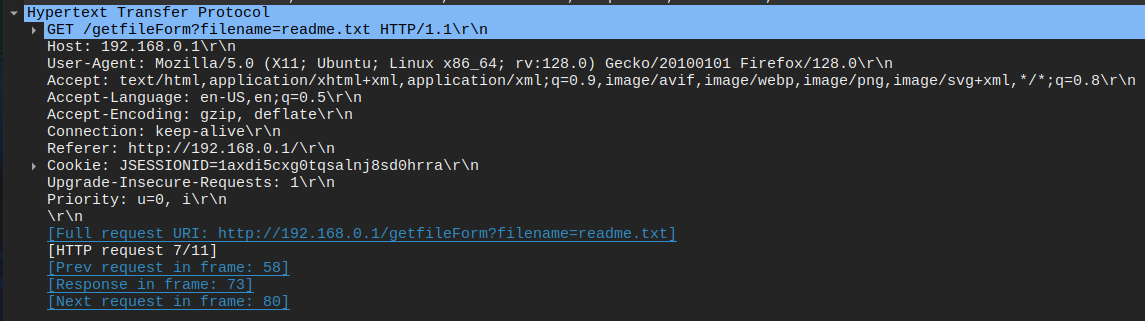 Hypertext Transfer Protocol
GET /getfileForm?filename=readme.txt HTTP/1.1\r\n
Host: 192.168.0.1\r\n
User-Agent: Mozilla/5.0 (X11; Ubuntu; Linux x86_64; rv:128.0) Gecko/20100101 Firefox/128.0\r\n
Accept: text/html,application/xhtml+xml,application/xml;q=0.9,image/avif,image/webp,image/png,image/svg+xml,*/*;q=0.8\r\n
Accept-Language: en-US,en;q=0.5\r\n
Accept-Encoding: gzip, deflate\r\n
Connection: keep-alive\r\n
Referer: http://192.168.0.1/\r\n
Cookie: JSESSIONID=1axdi5cxg0tqsalnj8sd0hrra\r\n
Upgrade-Insecure-Requests: 1\r\n
Priority: u=0, i\r\n
\r\n
[Full request URI: http://192.168.0.1/getfileForm?filename=readme.txt]
[HTTP request 7/11]
[Prev request in frame: 58]
[Response in frame: 73]
[Next request in frame: 80]